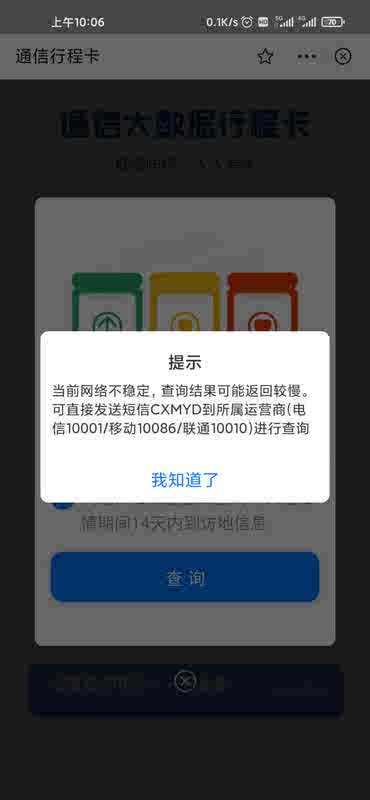 上午10:06
0.1K/s
HD
5G
4G
70
通信行程卡
通信大数据行程卡
提示
当前网络不稳定,查询结果可能返回较慢。
可直接发送短信CXMYD到所属运营商(电
信10001/移动10086/联通10010)进行查询
我知道了
情期间14天内到访地信息
查询